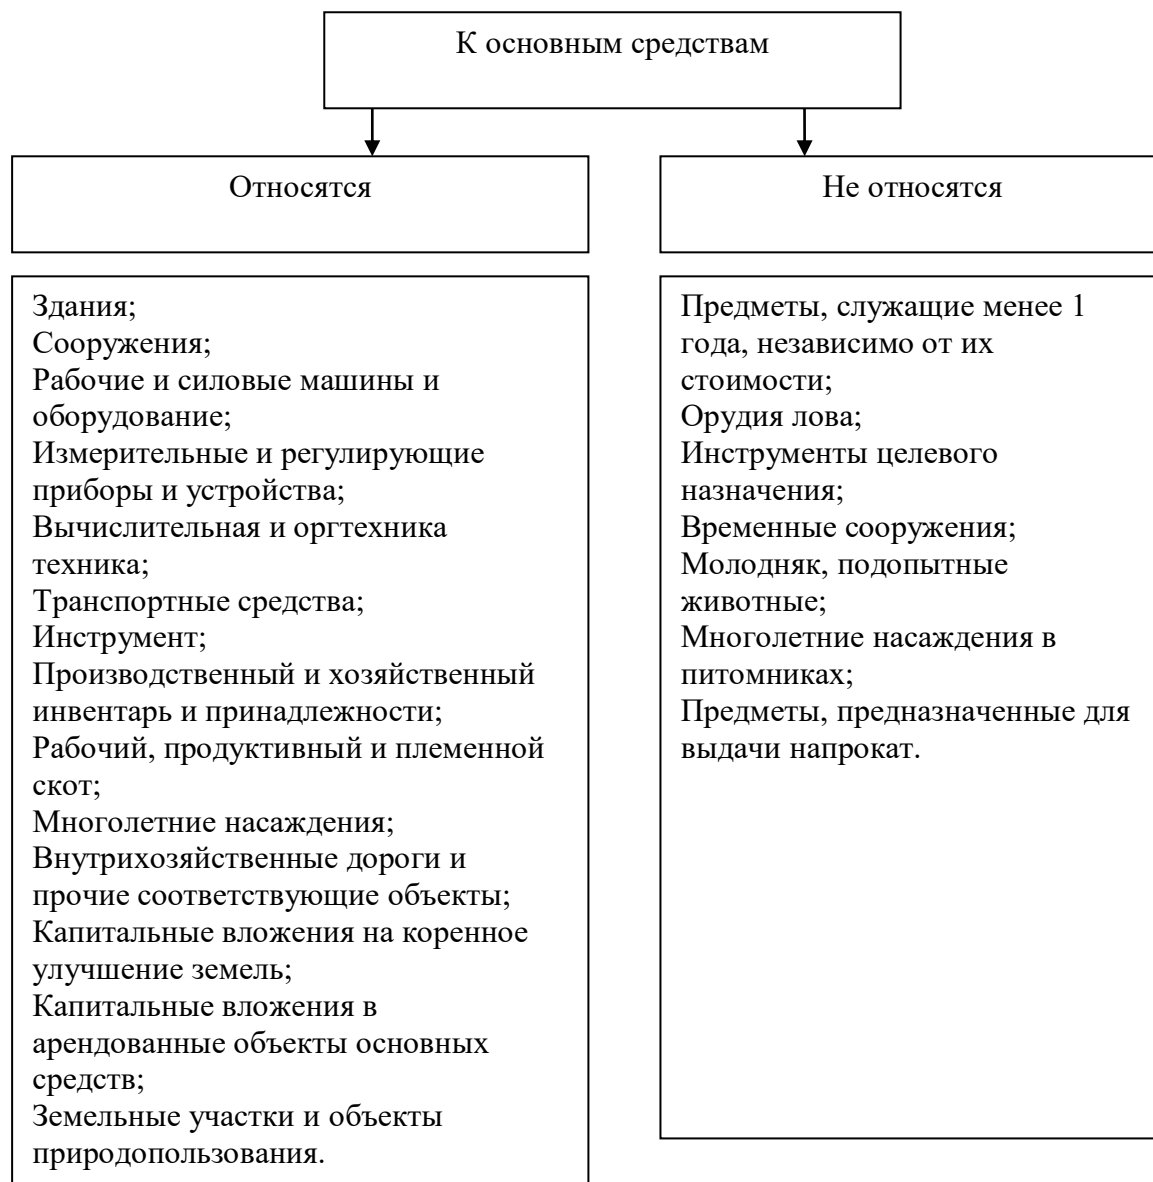 К основным средствам
Относятся
Не относятся
Здания;
Сооружения;
Рабочие и силовые машины и
оборудование;
Измерительные и регулирующие
приборы и устройства;
Вычислительная и оргтехника
техника;
Транспортные средства;
Инструмент;
Производственный и хозяйственный
инвентарь и принадлежности;
Рабочий, продуктивный и племенной
скот;
Многолетние насаждения;
Внутрихозяйственные дороги и
прочие соответствующие объекты;
Капитальные вложения на коренное
улучшение земель;
Капитальные вложения в
арендованные объекты основных
средств;
Земельные участки и объекты
природопользования.
Предметы, служащие менее 1
года, независимо от их
стоимости;
Орудия лова;
Инструменты целевого
назначения;
Временные сооружения;
Молодняк, подопытные
животные;
Многолетние насаждения в
питомниках;
Предметы, предназначенные для
выдачи напрокат.